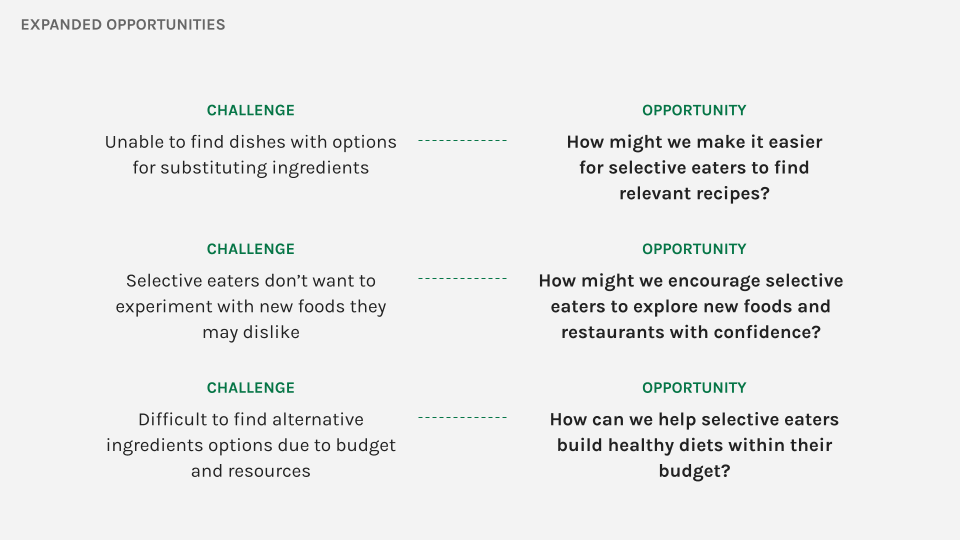 EXPANDED OPPORTUNITIES
CHALLENGE
Unable to find dishes with options
for substituting ingredients
OPPORTUNITY
How might we make it easier
for selective eaters to find
relevant recipes?
CHALLENGE
Selective eaters don’t want to
experiment with new foods they
may dislike
OPPORTUNITY
How might we encourage selective
eaters to explore new foods and
restaurants with confidence?
CHALLENGE
Difficult to find alternative
ingredients options due to budget
and resources
OPPORTUNITY
How can we help selective eaters
build healthy diets within their
budget?